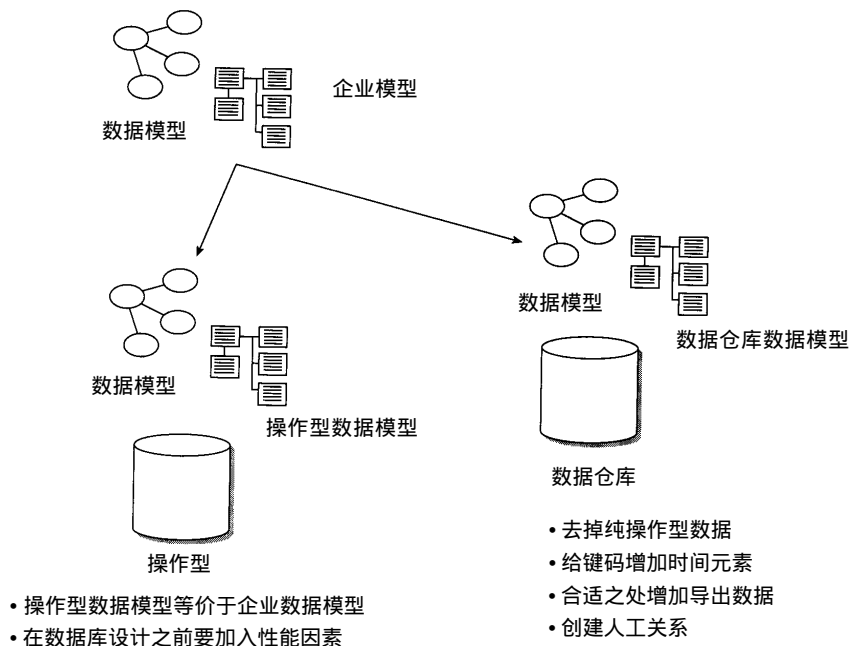 企业模型
数据模型
数据模型
数据仓库数据模型
数据模型
操作型数据模型
数据仓库
操作型
• 去掉纯操作型数据
• 给键码增加时间元素
• 合适之处增加导出数据
• 创建人工关系
• 操作型数据模型等价于企业数据模型
• 在数据库设计之前要加入性能因素